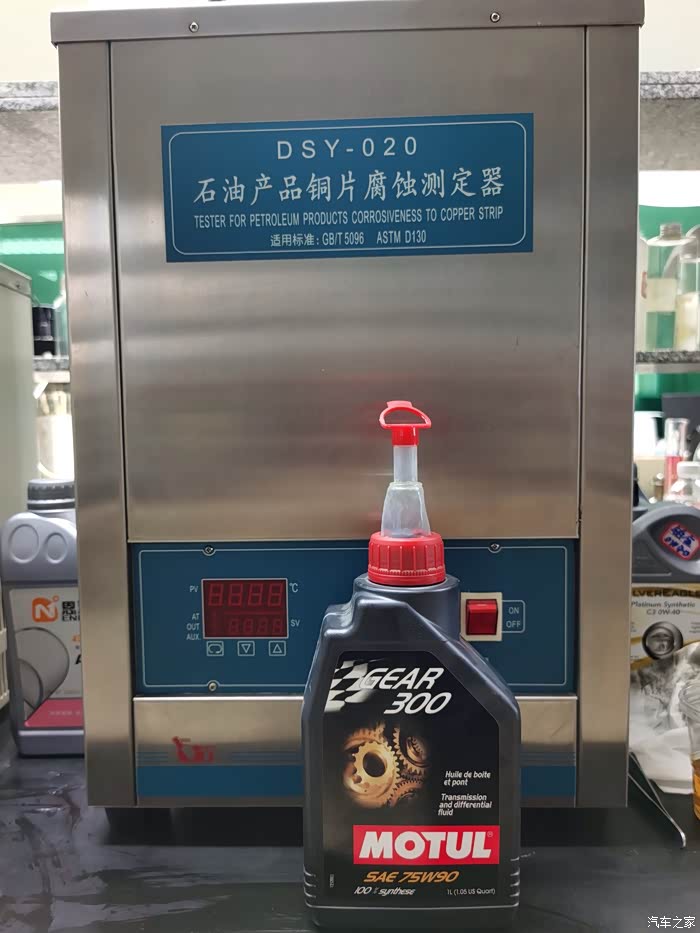 DSY-020
石油产品铜片腐蚀测定器
TESTER FOR PETROLEUM PRODUCTS CORROSIVENESS TO COPPER STRIP
适用标准: GB/T 5096 ASTM D130
PV
℃
AT
OUT
AUX.
SV
ON
OFF
GEAR
300
Huile de boîte
et pont
Transmission
and differential
fluid
MOTUL®
SAE 75W90
100% synthese
1L (1.05 US Quart)
Platinum Synthetic
C3 0W-40
汽车之家